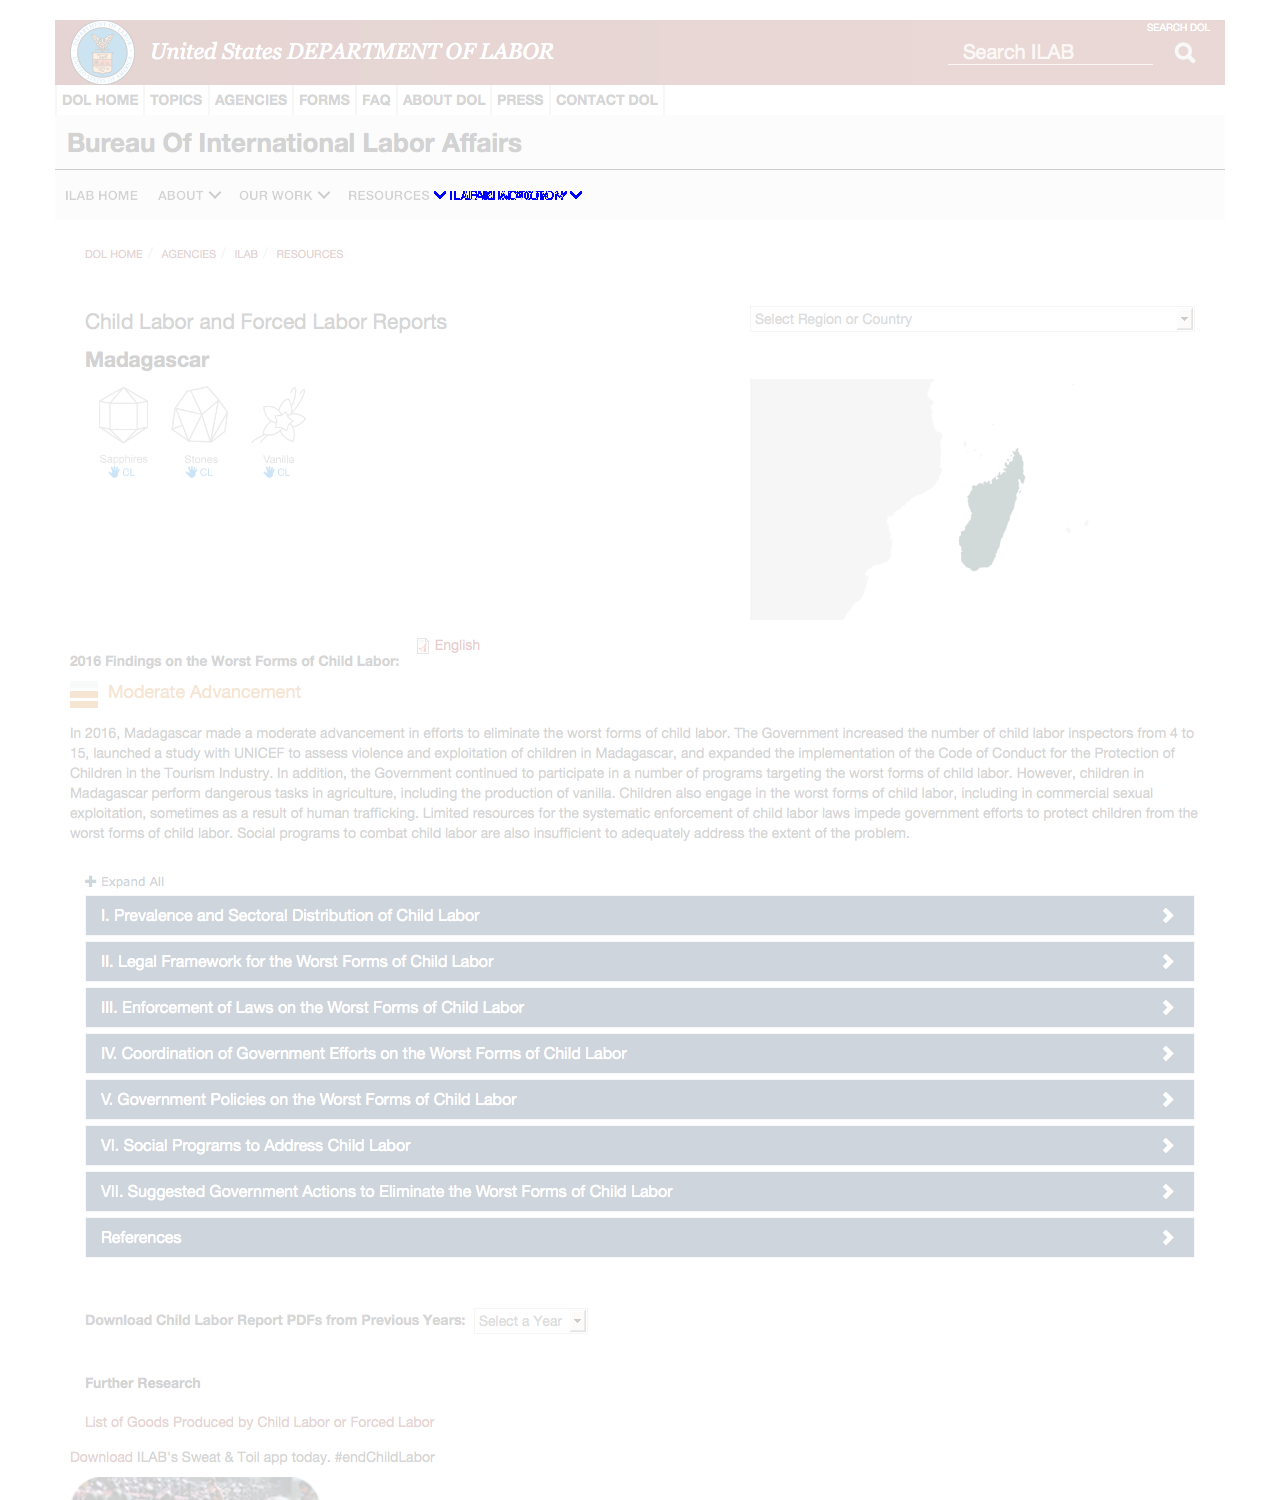 SEARCH DOL
United States DEPARTMENT OF LABOR
Search ILAB
DOL HOME TOPICS AGENCIES FORMS FAQ ABOUT DOL PRESS CONTACT DOL
Bureau Of International Labor Affairs
ILAB HOME ABOUT OUR WORK RESOURCES
DOL HOME / AGENCIES / ILAB / RESOURCES
Child Labor and Forced Labor Reports
Select Region or Country
Madagascar
Sapphires Stones Vanilla
CL CL CL
English
2016 Findings on the Worst Forms of Child Labor:
Moderate Advancement
In 2016, Madagascar made a moderate advancement in efforts to eliminate the worst forms of child labor. The Government increased the number of child labor inspectors from 4 to
15, launched a study with UNICEF to assess violence and exploitation of children in Madagascar, and expanded the implementation of the Code of Conduct for the Protection of
Children in the Tourism Industry. In addition, the Government continued to participate in a number of programs targeting the worst forms of child labor. However, children in
Madagascar perform dangerous tasks in agriculture, including the production of vanilla. Children also engage in the worst forms of child labor, including in commercial sexual
exploitation, sometimes as a result of human trafficking. Limited resources for the systematic enforcement of child labor laws impede government efforts to protect children from the
worst forms of child labor. Social programs to combat child labor are also insufficient to adequately address the extent of the problem.
Expand All
I. Prevalence and Sectoral Distribution of Child Labor
II. Legal Framework for the Worst Forms of Child Labor
III. Enforcement of Laws on the Worst Forms of Child Labor
IV. Coordination of Government Efforts on the Worst Forms of Child Labor
V. Government Policies on the Worst Forms of Child Labor
VI. Social Programs to Address Child Labor
VII. Suggested Government Actions to Eliminate the Worst Forms of Child Labor
References
Download Child Labor Report PDFs from Previous Years: Select a Year
Further Research
List of Goods Produced by Child Labor or Forced Labor
Download ILAB's Sweat & Toil app today. #endChildLabor